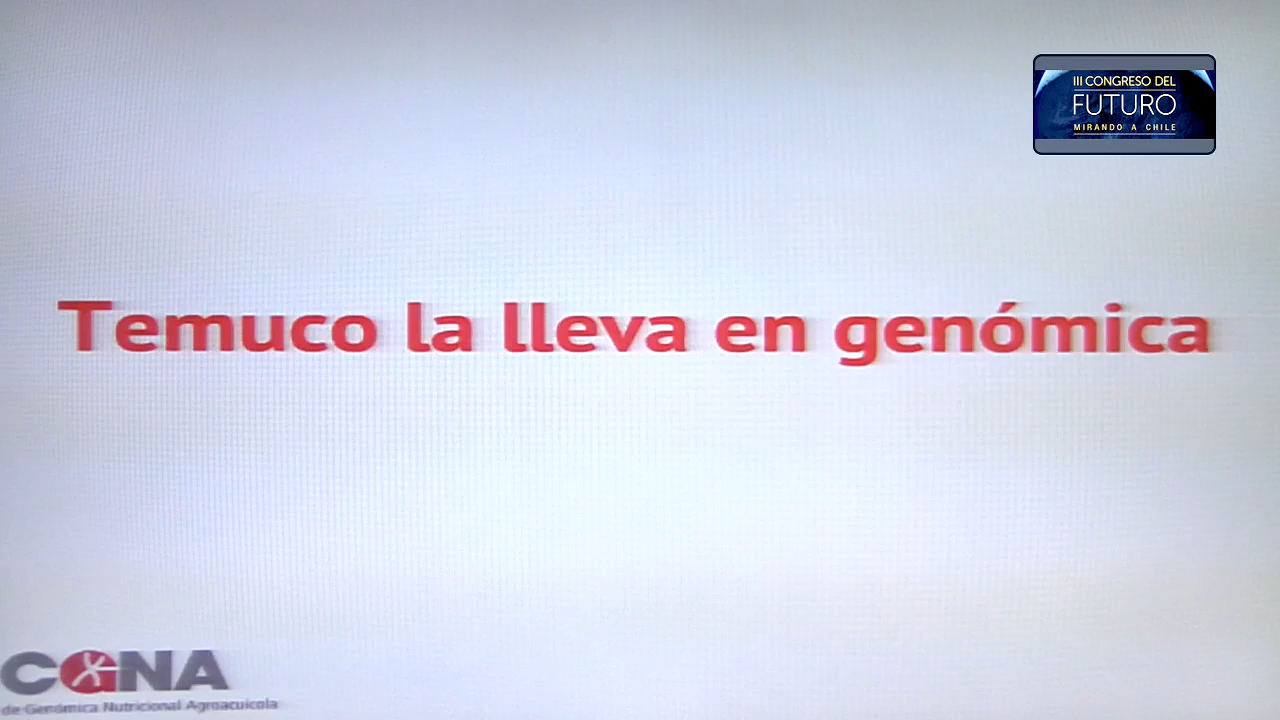 III CONGRESO DEL
FUTURO
MIRANDO A CHILE
Temuco la lleva en genómica
CGNA
de Genómica Nutricional Agroacuícola